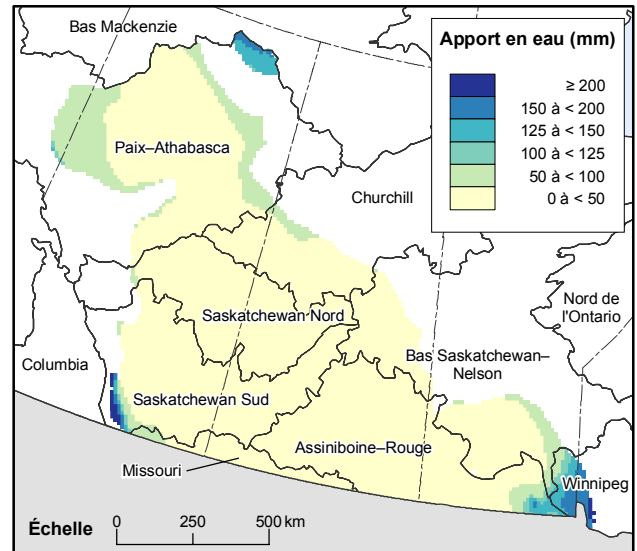 Bas Mackenzie
Apport en eau (mm)
≥ 200
150 à < 200
125 à < 150
100 à < 125
50 à < 100
0 à < 50
Paix–Athabasca
Churchill
Saskatchewan Nord
Nord de
l'Ontario
Columbia
Bas Saskatchewan–
Nelson
Saskatchewan Sud
Assiniboine–Rouge
Missouri
Winnipeg
Échelle
0 250 500 km